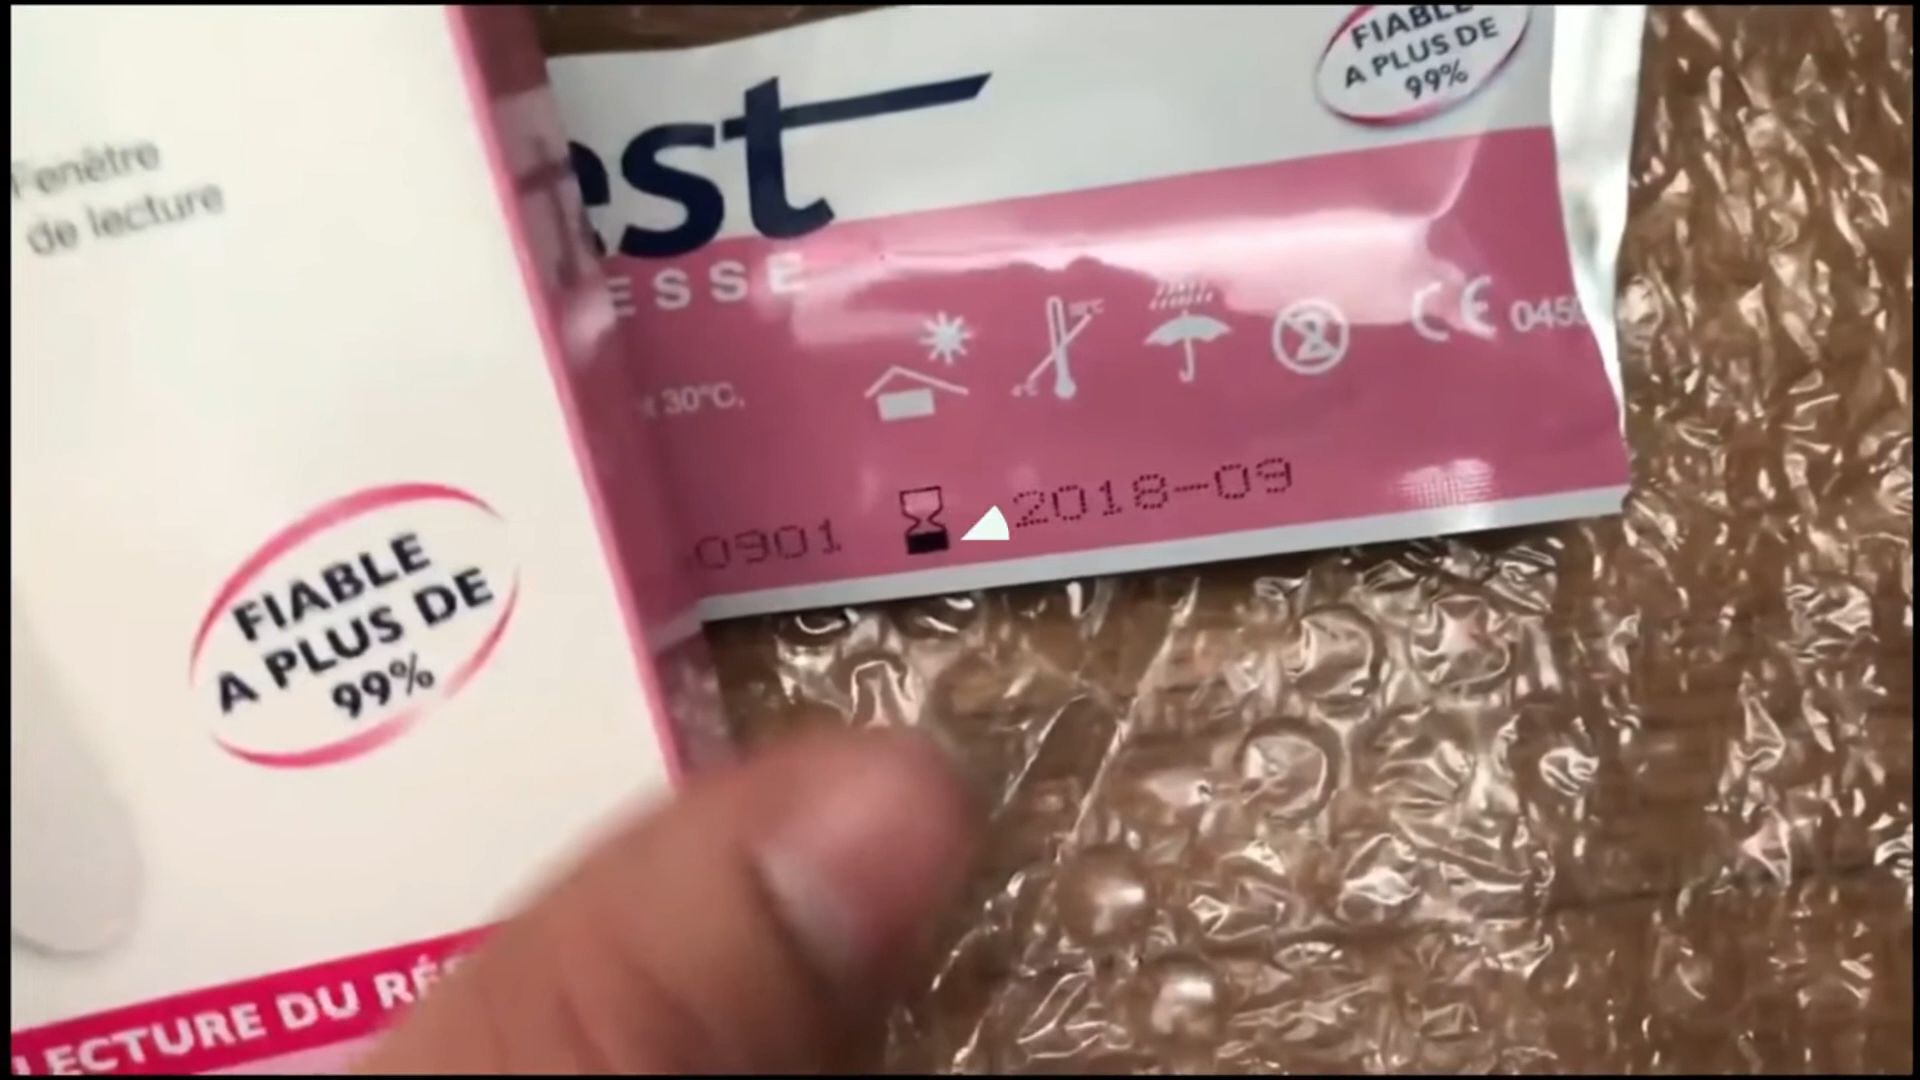 Fenêtre
de lecture
FIABLE
A PLUS DE
99%
LECTURE DU RÉS
est
ESSE
FIABLE
A PLUS DE
99%
30°C,
CE 045
0901
2018-09